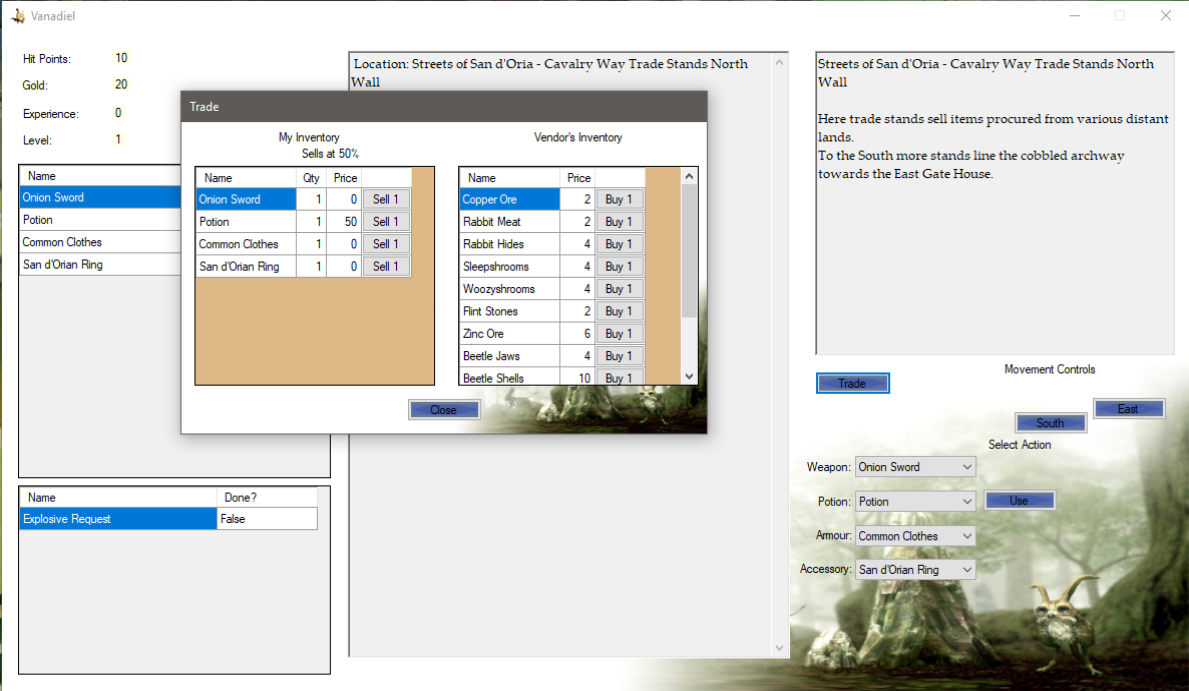 Vanadiel
Hit Points: 10
Gold: 20
Experience: 0
Level: 1
Name
Onion Sword
Potion
Common Clothes
San d'Orian Ring
Name Done?
Explosive Request False
Location: Streets of San d'Oria - Cavalry Way Trade Stands North
Wall
Trade
My Inventory
Sells at 50%
Name Qty Price
Onion Sword 1 0 Sell 1
Potion 1 50 Sell 1
Common Clothes 1 0 Sell 1
San d'Orian Ring 1 0 Sell 1
Vendor's Inventory
Name Price
Copper Ore 2 Buy 1
Rabbit Meat 2 Buy 1
Rabbit Hides 4 Buy 1
Sleepshrooms 4 Buy 1
Woozyshrooms 4 Buy 1
Flint Stones 2 Buy 1
Zinc Ore 6 Buy 1
Beetle Jaws 4 Buy 1
Beetle Shells 10 Buy 1
Close
Streets of San d'Oria - Cavalry Way Trade Stands North
Wall
Here trade stands sell items procured from various distant
lands.
To the South more stands line the cobbled archway
towards the East Gate House.
Trade
Movement Controls
East
South
Select Action
Weapon: Onion Sword
Potion: Potion Use
Armour: Common Clothes
Accessory: San d'Orian Ring